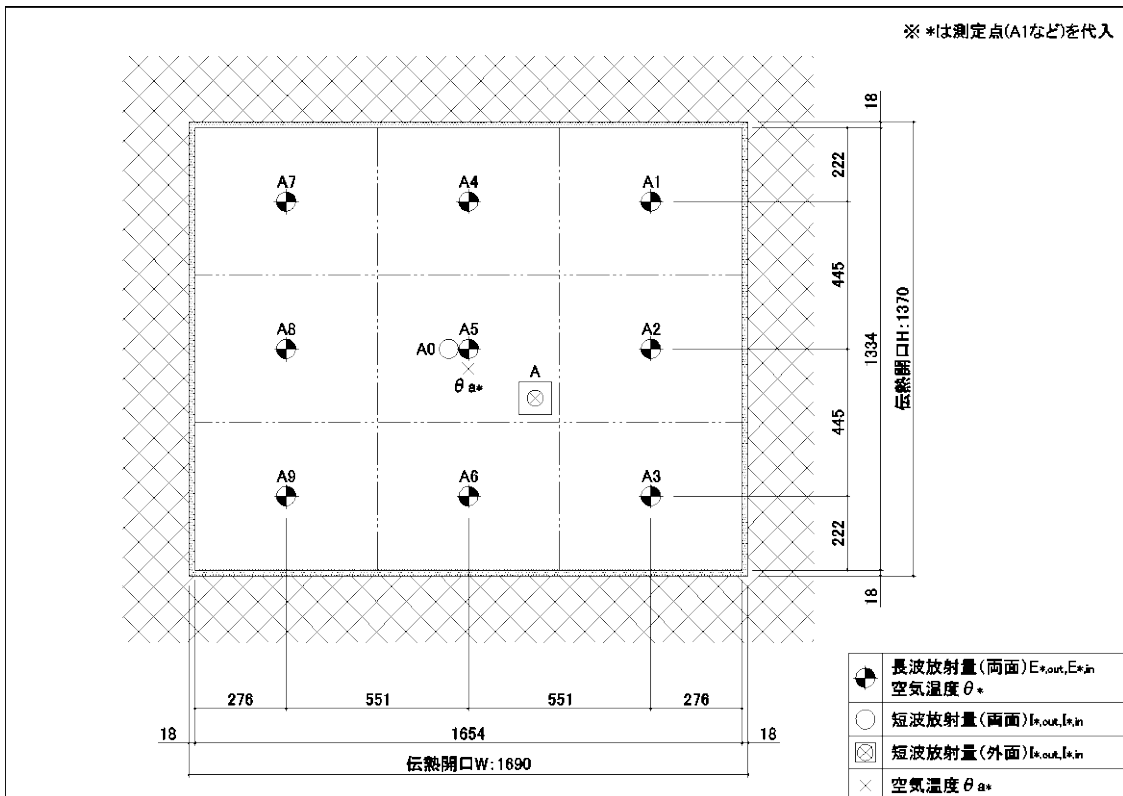 ※ *は測定点(A1など)を代入
18
A7
A4
A1
222
445
A8
A5
A2
A0
θa*
A
1334
伝熱開口H:1370
445
A9
A6
A3
222
18
276
551
551
276
18
1654
18
伝熱開口W:1690
長波放射量(両面)E*,out,E*,in
空気温度θ*
短波放射量(両面)I*,out,I*,in
短波放射量(外面)I*,out,I*,in
空気温度θa*